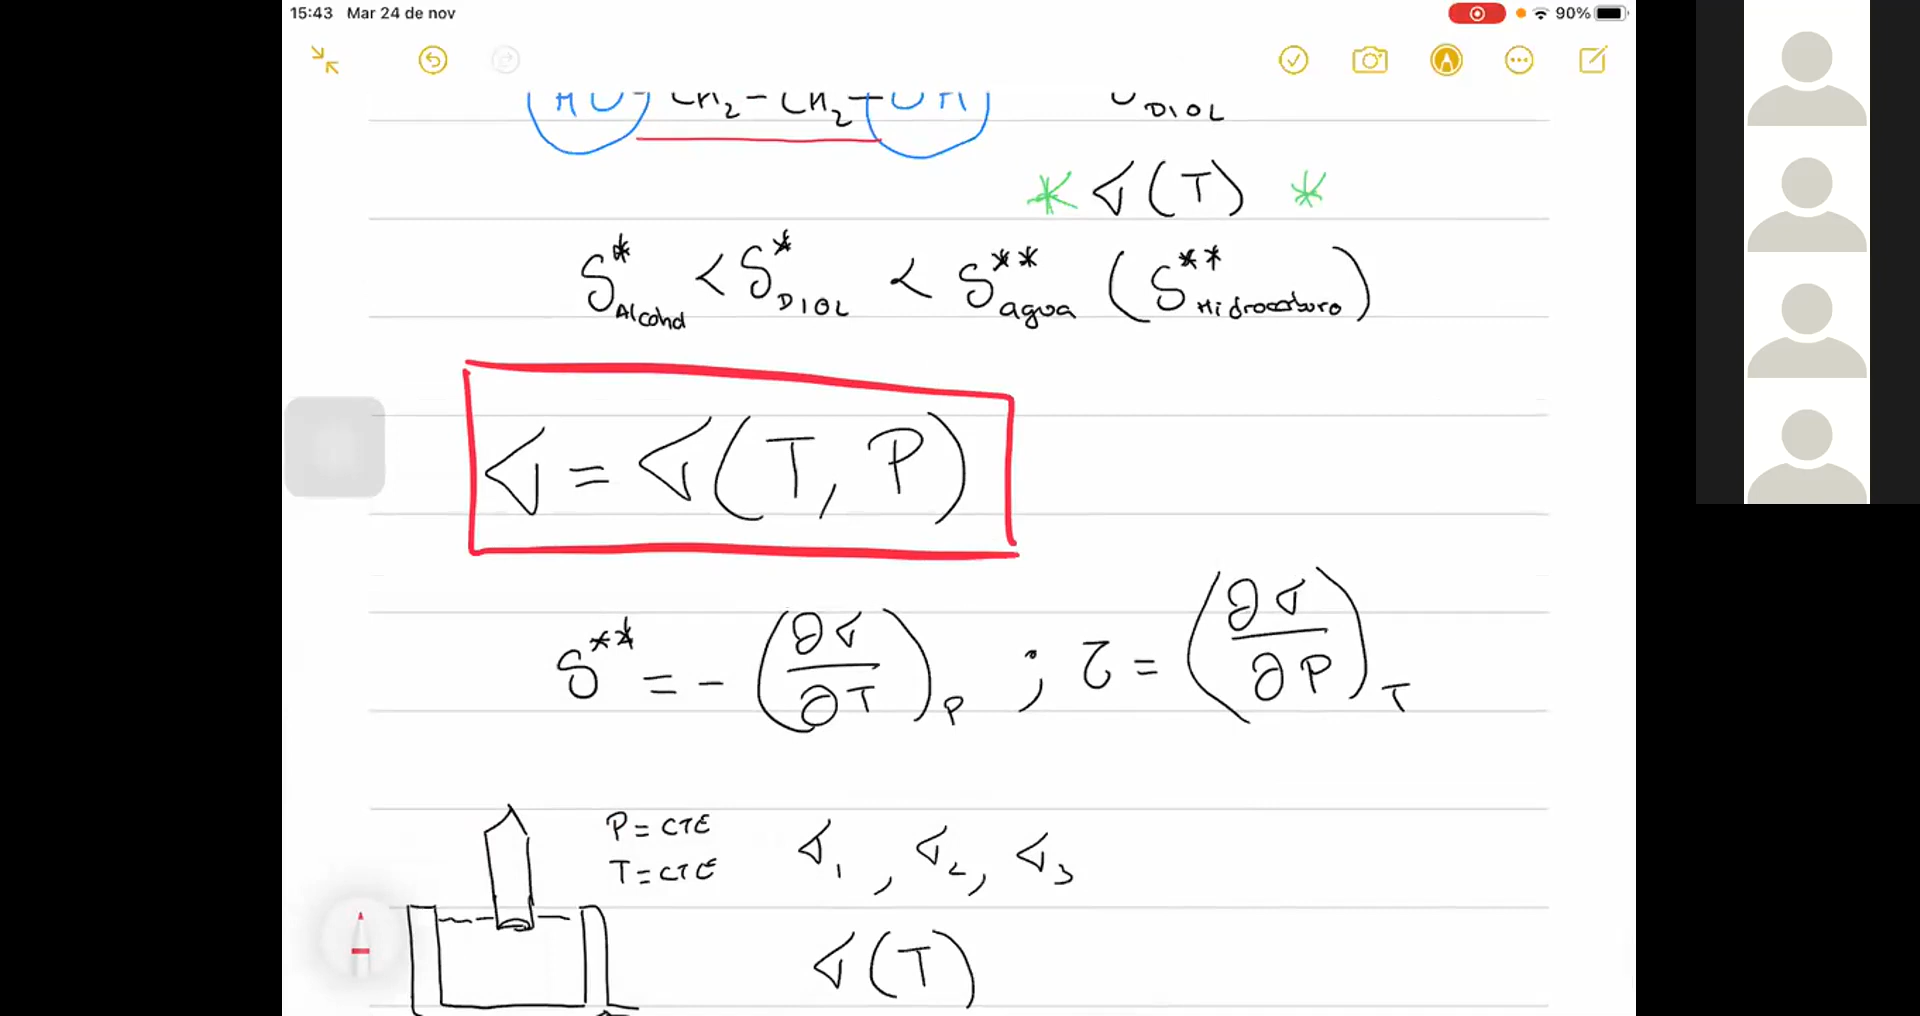 15:43 Mar 24 de nov 90%
HO-CH₂-CH₂-OH
DIOL
* σ(T) *
S*Alcohol < S*DIOL < S**agua (S**Hidrocarburo)
σ = σ(T, P)
S** = -(∂σ/∂T)P ; τ = (∂σ/∂P)T
P = CTE
T = CTE
σ₁, σ₂, σ₃
σ(T)